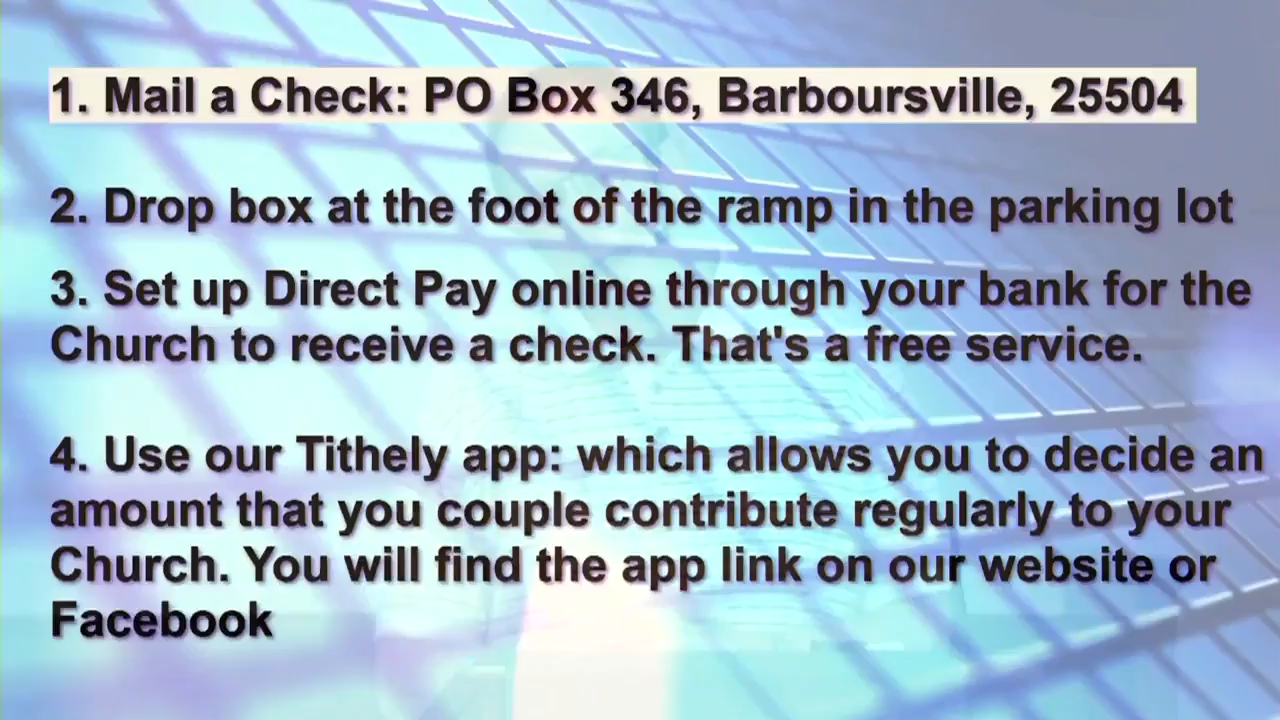 1. Mail a Check: PO Box 346, Barboursville, 25504
2. Drop box at the foot of the ramp in the parking lot
3. Set up Direct Pay online through your bank for the
Church to receive a check. That's a free service.
4. Use our Tithely app: which allows you to decide an
amount that you couple contribute regularly to your
Church. You will find the app link on our website or
Facebook